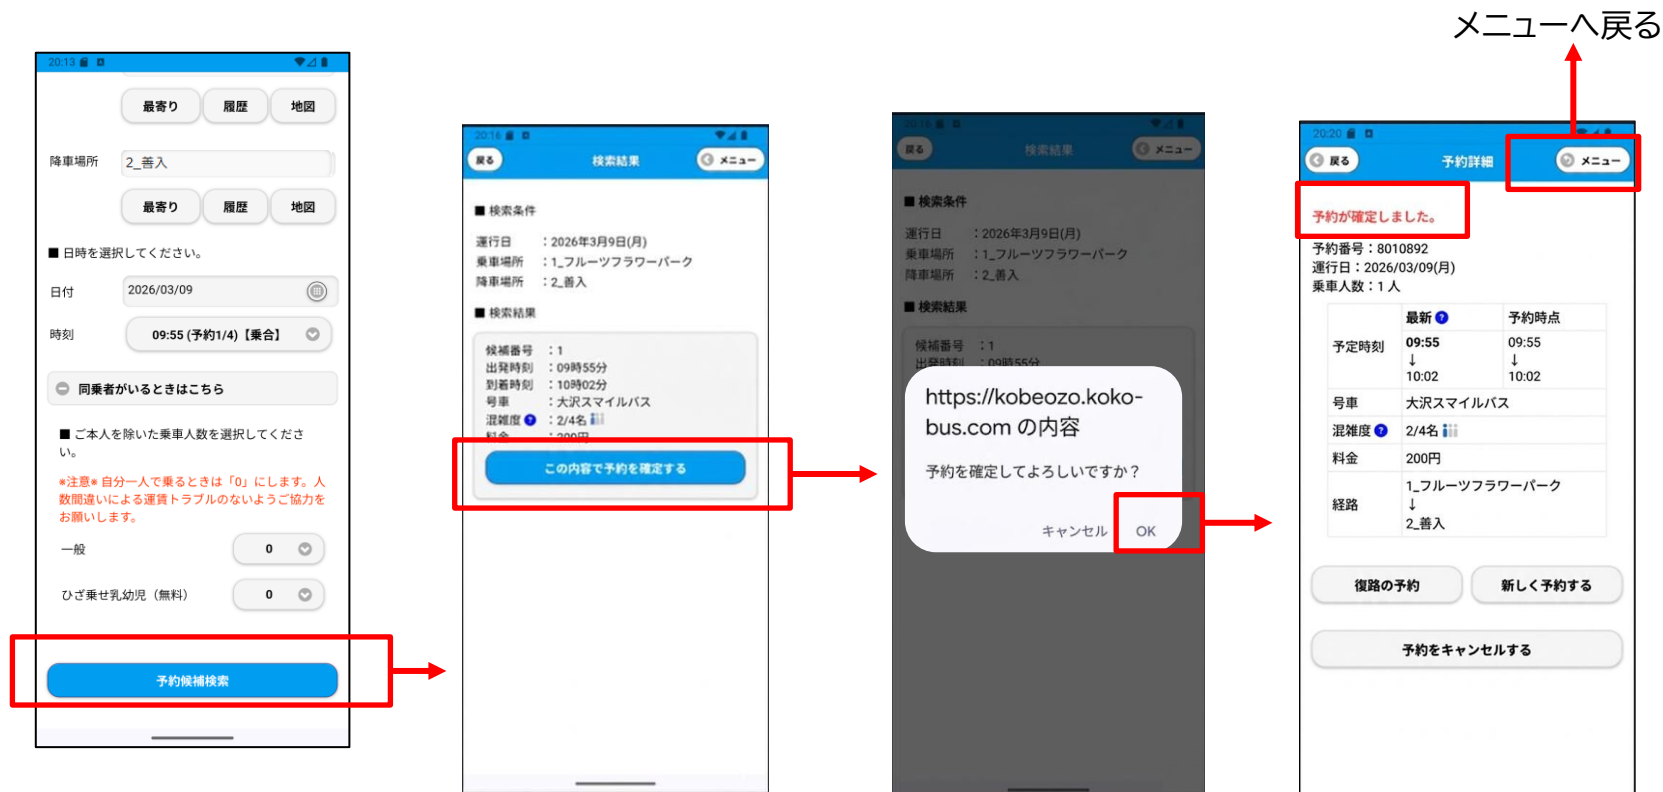 メニューへ戻る
20:13
最寄り 履歴 地図
降車場所 2_善入
最寄り 履歴 地図
■ 日時を選択してください。
日付 2026/03/09
時刻 09:55 (予約1/4)【乗合】
同乗者がいるときはこちら
■ ご本人を除いた乗車人数を選択してくださ
い。
*注意* 自分一人で乗るときは「0」にします。人
数間違いによる運賃トラブルのないようご協力を
お願いします。
一般 0
ひざ乗せ乳幼児（無料） 0
予約候補検索
20:16
戻る 検索結果 メニュー
■ 検索条件
運行日 ：2026年3月9日(月)
乗車場所 ：1_フルーツフラワーパーク
降車場所 ：2_善入
■ 検索結果
候補番号 ：1
出発時刻 ：09時55分
到着時刻 ：10時02分
号車 ：大沢スマイルバス
混雑度 ? ：2/4名
料金 ：200円
この内容で予約を確定する
20:16
戻る 検索結果 メニュー
■ 検索条件
運行日 ：2026年3月9日(月)
乗車場所 ：1_フルーツフラワーパーク
降車場所 ：2_善入
■ 検索結果
候補番号 ：1
出発時刻 ：09時55分
https://kobeozo.koko-
bus.com の内容
予約を確定してよろしいですか？
キャンセル OK
20:20
戻る 予約詳細 メニュー
予約が確定しました。
予約番号：8010892
運行日：2026/03/09(月)
乗車人数：1 人
最新 ? 予約時点
予定時刻 09:55 09:55
↓ ↓
10:02 10:02
号車 大沢スマイルバス
混雑度 ? 2/4名
料金 200円
経路 1_フルーツフラワーパーク
↓
2_善入
復路の予約 新しく予約する
予約をキャンセルする